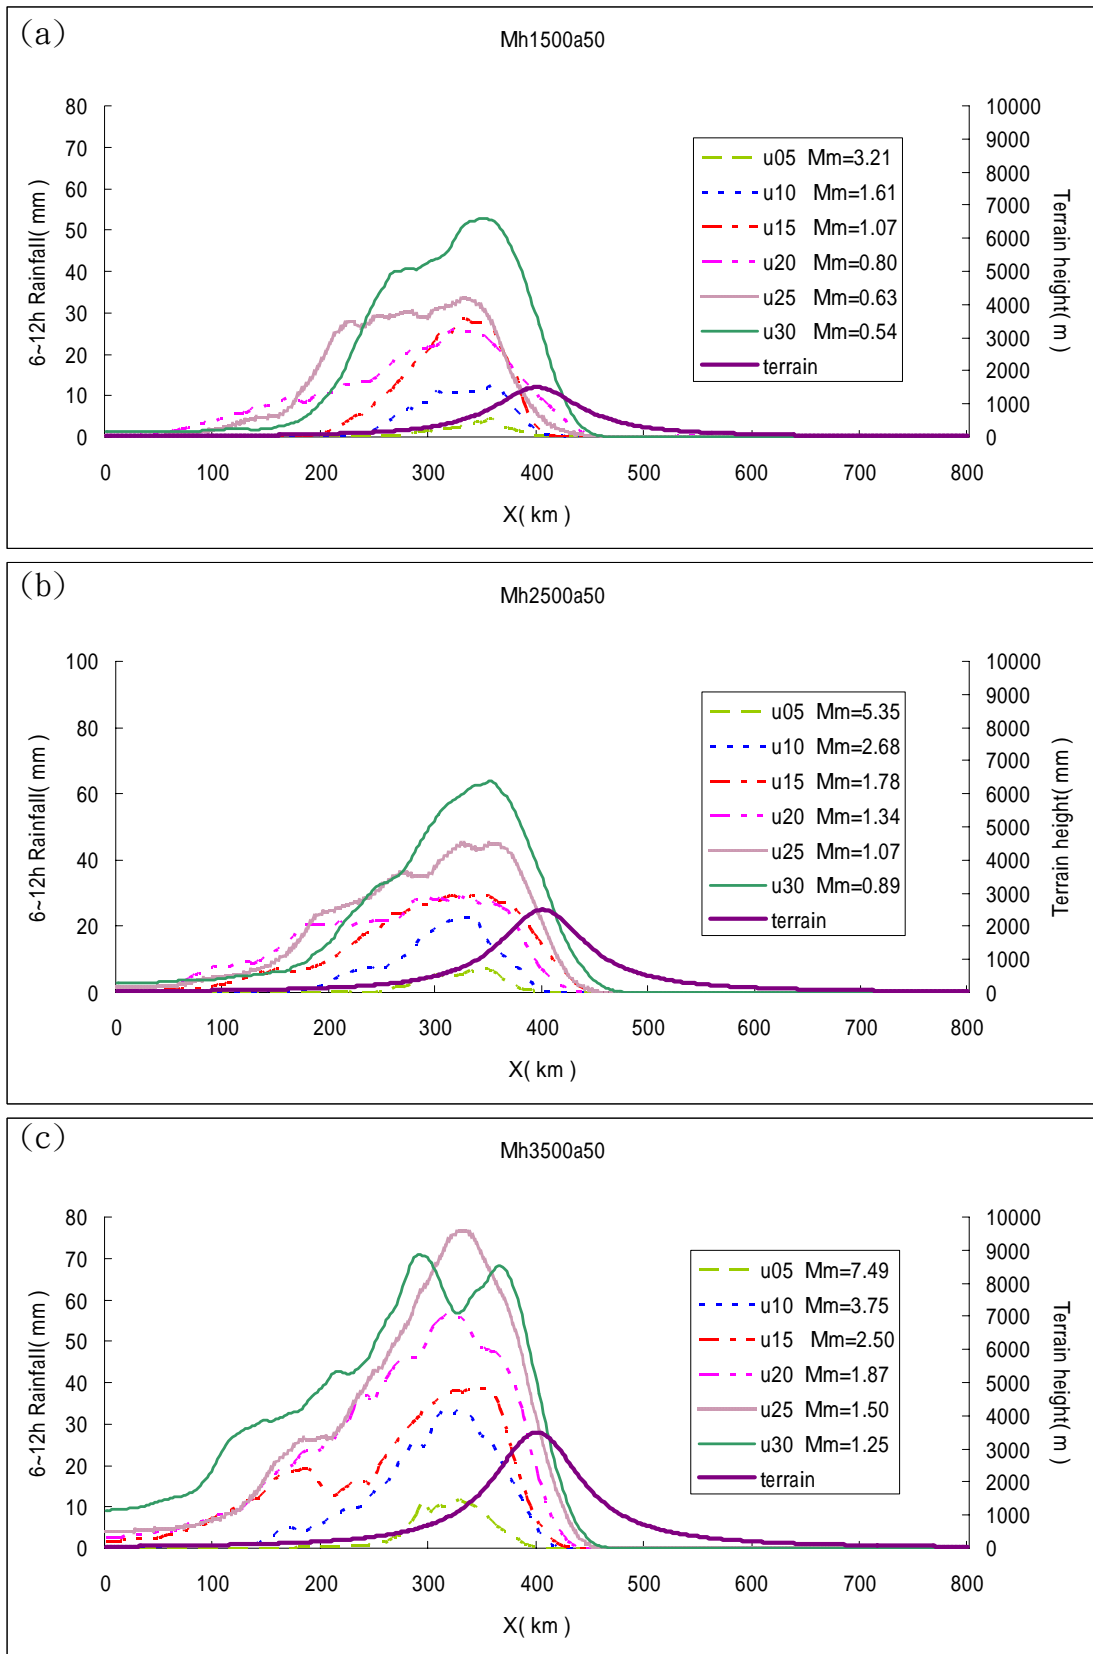 (a)
Mh1500a50
6~12h Rainfall( mm )
80
70
60
50
40
30
20
10
0
10000
9000
8000
7000
6000
5000
4000
3000
2000
1000
0
Terrain height( m )
u05 Mm=3.21
u10 Mm=1.61
u15 Mm=1.07
u20 Mm=0.80
u25 Mm=0.63
u30 Mm=0.54
terrain
0 100 200 300 400 500 600 700 800
X( km )
(b)
Mh2500a50
6~12h Rainfall( mm )
100
80
60
40
20
0
10000
9000
8000
7000
6000
5000
4000
3000
2000
1000
0
Terrain height( mm )
u05 Mm=5.35
u10 Mm=2.68
u15 Mm=1.78
u20 Mm=1.34
u25 Mm=1.07
u30 Mm=0.89
terrain
0 100 200 300 400 500 600 700 800
X( km )
(c)
Mh3500a50
6~12h Rainfall( mm )
80
70
60
50
40
30
20
10
0
10000
9000
8000
7000
6000
5000
4000
3000
2000
1000
0
Terrain height( m )
u05 Mm=7.49
u10 Mm=3.75
u15 Mm=2.50
u20 Mm=1.87
u25 Mm=1.50
u30 Mm=1.25
terrain
0 100 200 300 400 500 600 700 800
X( km )